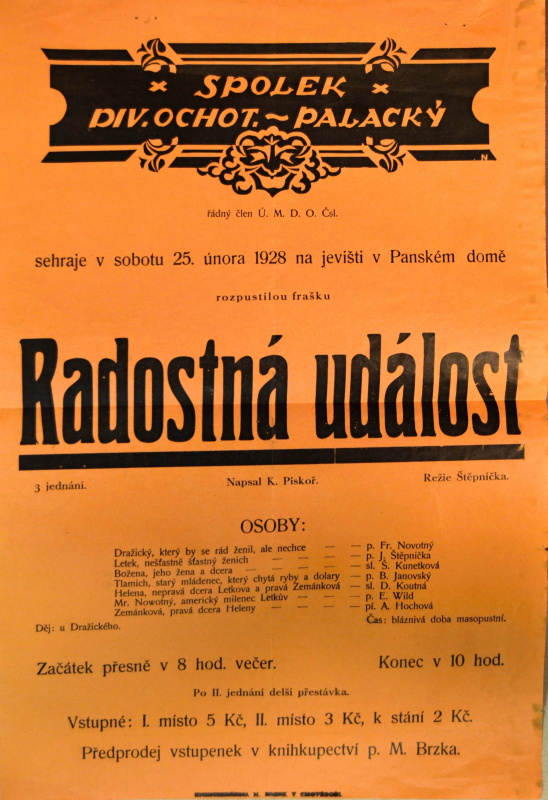 SPOLEK
DIV. OCHOT. ~ PALACKÝ
N
řádný člen Ú. M. D. O. Čsl.
sehraje v sobotu 25. února 1928 na jevišti v Panském domě
rozpustilou frašku
Radostná událost
3 jednání. Napsal K. Piskoř. Režie Štěpnička.
OSOBY:
Dražický, který by se rád ženil, ale nechce — — p. Fr. Novotný
Letek, nešťastně šťastný ženich — — — — — p. J. Štěpnička
Božena, jeho žena a dcera — — — — — — sl. Š. Kunetková
Tlamich, starý mládenec, který chytá ryby a dolary — p. B. Janovský
Helena, nepravá dcera Letkova a pravá Zemánková — sl. D. Koutná
Mr. Nowotný, americký milenec Letkův — — — p. E. Wild
Zemánková, pravá dcera Heleny — — — — pí. A. Hochová
Děj: u Dražického. Čas: bláznivá doba masopustní.
Začátek přesně v 8 hod. večer. Konec v 10 hod.
Po II. jednání delší přestávka.
Vstupné: I. místo 5 Kč, II. místo 3 Kč, k stání 2 Kč.
Předprodej vstupenek v knihkupectví p. M. Brzka.